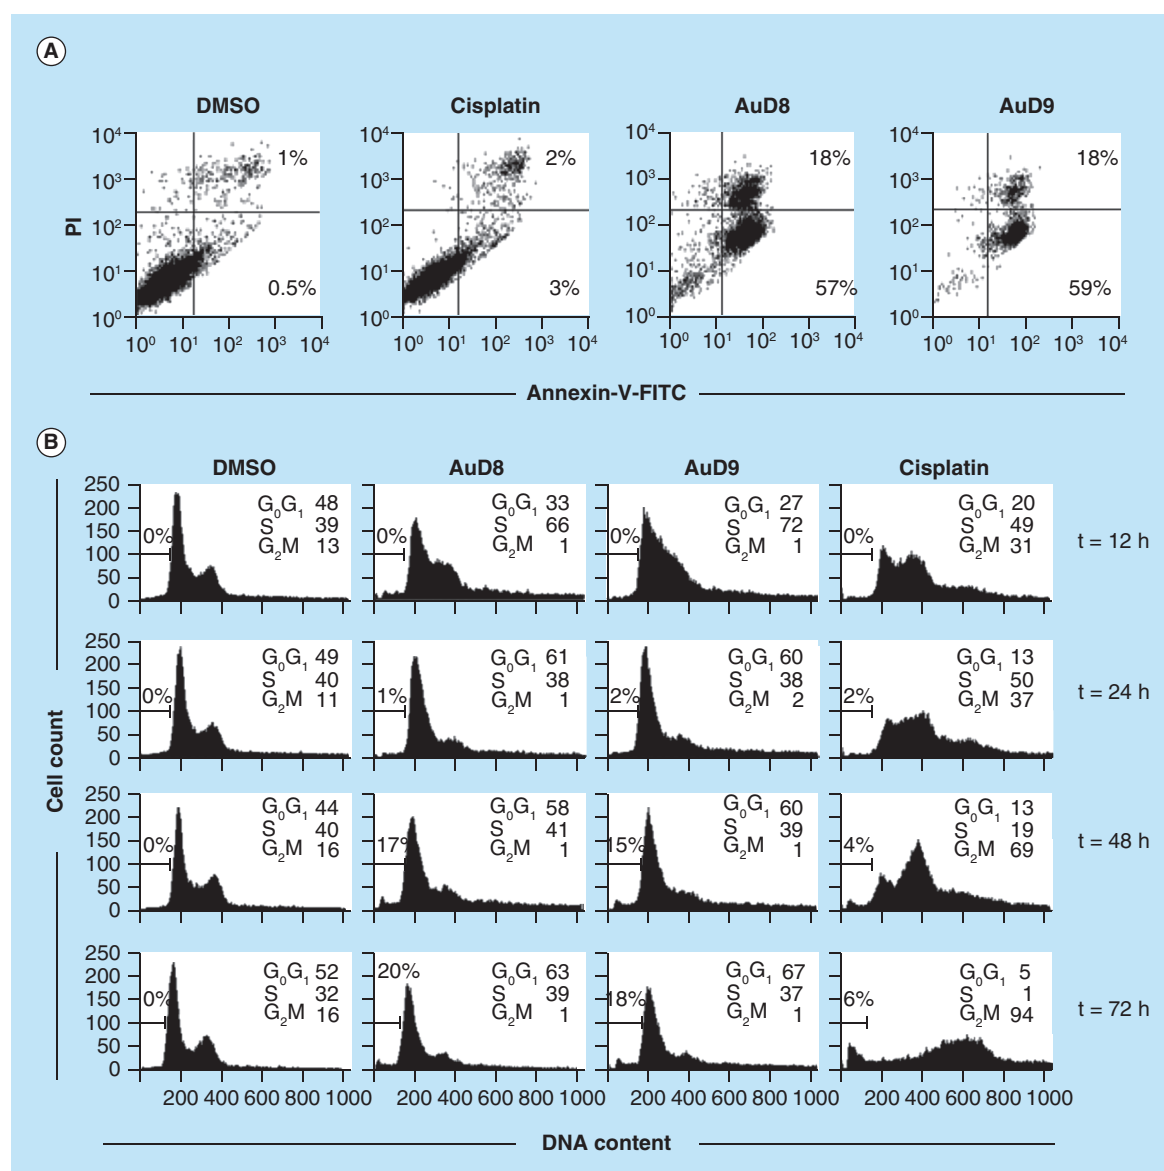 A
DMSO Cisplatin AuD8 AuD9
PI
10⁴ 10³ 10² 10¹ 10⁰
1%
0.5%
10⁰ 10¹ 10² 10³ 10⁴
10⁴ 10³ 10² 10¹ 10⁰
2%
3%
10⁰ 10¹ 10² 10³ 10⁴
10⁴ 10³ 10² 10¹ 10⁰
18%
57%
10⁰ 10¹ 10² 10³ 10⁴
10⁴ 10³ 10² 10¹ 10⁰
18%
59%
10⁰ 10¹ 10² 10³ 10⁴
Annexin-V-FITC
B
DMSO AuD8 AuD9 Cisplatin
Cell count
250 200 150 100 50 0
0%
G₀G₁ 48
S 39
G₂M 13
0%
G₀G₁ 33
S 66
G₂M 1
0%
G₀G₁ 27
S 72
G₂M 1
0%
G₀G₁ 20
S 49
G₂M 31
t = 12 h
250 200 150 100 50 0
0%
G₀G₁ 49
S 40
G₂M 11
1%
G₀G₁ 61
S 38
G₂M 1
2%
G₀G₁ 60
S 38
G₂M 2
2%
G₀G₁ 13
S 50
G₂M 37
t = 24 h
250 200 150 100 50 0
0%
G₀G₁ 44
S 40
G₂M 16
17%
G₀G₁ 58
S 41
G₂M 1
15%
G₀G₁ 60
S 39
G₂M 1
4%
G₀G₁ 13
S 19
G₂M 69
t = 48 h
250 200 150 100 50 0
0%
G₀G₁ 52
S 32
G₂M 16
20%
G₀G₁ 63
S 39
G₂M 1
18%
G₀G₁ 67
S 37
G₂M 1
6%
G₀G₁ 5
S 1
G₂M 94
t = 72 h
200 400 600 800 1000 200 400 600 800 1000 200 400 600 800 1000 200 400 600 800 1000
DNA content